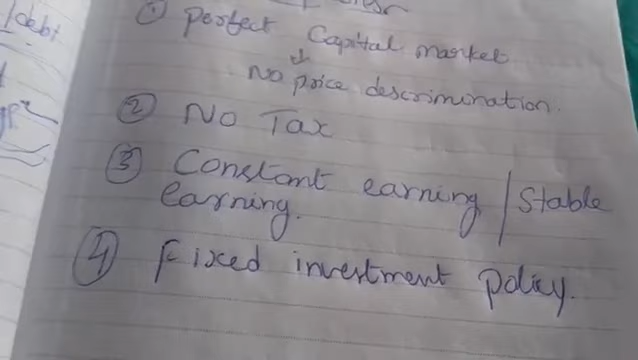 /debt
① Perfect Capital market
↓
No price descrimination.
② No Tax
③ Constant earning / Stable
earning.
④ Fixed investment policy.